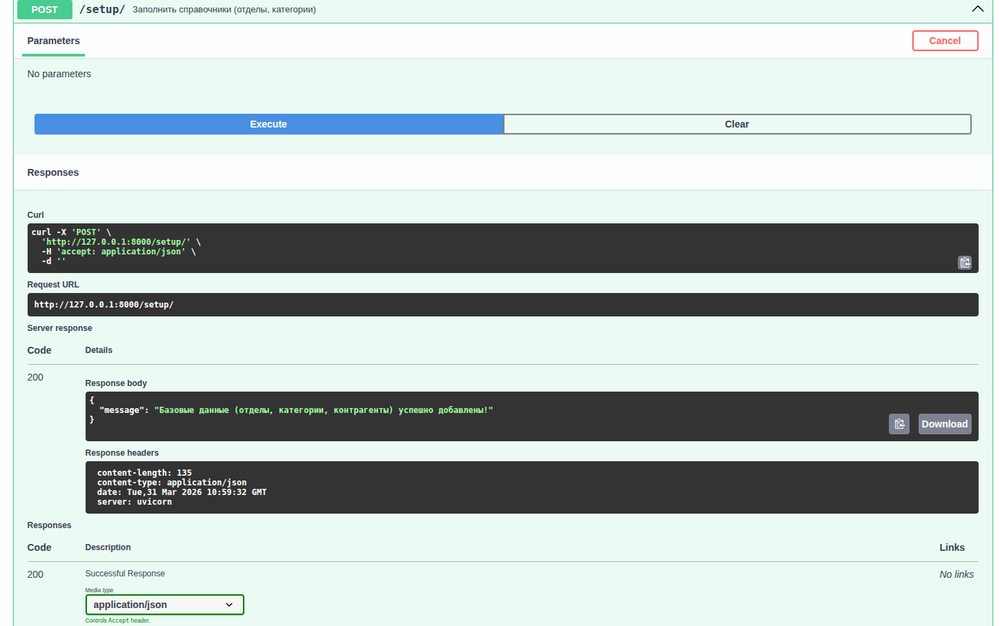 POST /setup/ Заполнить справочники (отделы, категории)
Parameters Cancel
No parameters
Execute Clear
Responses
Curl
curl -X 'POST' \
'http://127.0.0.1:8000/setup/' \
-H 'accept: application/json' \
-d ''
Request URL
http://127.0.0.1:8000/setup/
Server response
Code Details
200
Response body
{
"message": "Базовые данные (отделы, категории, контрагенты) успешно добавлены!"
}
Download
Response headers
content-length: 135
content-type: application/json
date: Tue,31 Mar 2026 10:59:32 GMT
server: uvicorn
Responses
Code Description Links
200 Successful Response No links
Media type
application/json
Controls Accept header.